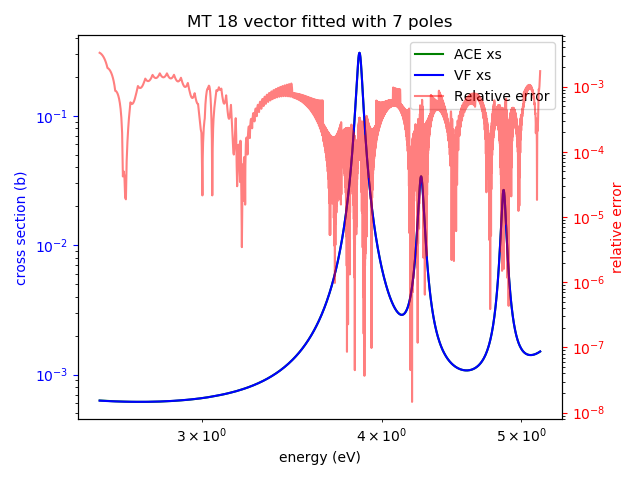 MT 18 vector fitted with 7 poles
ACE xs
VF xs
Relative error
cross section (b)
10⁻¹
10⁻²
10⁻³
10⁻³
10⁻⁴
10⁻⁵
10⁻⁶
10⁻⁷
10⁻⁸
relative error
3 × 10⁰
4 × 10⁰
5 × 10⁰
energy (eV)